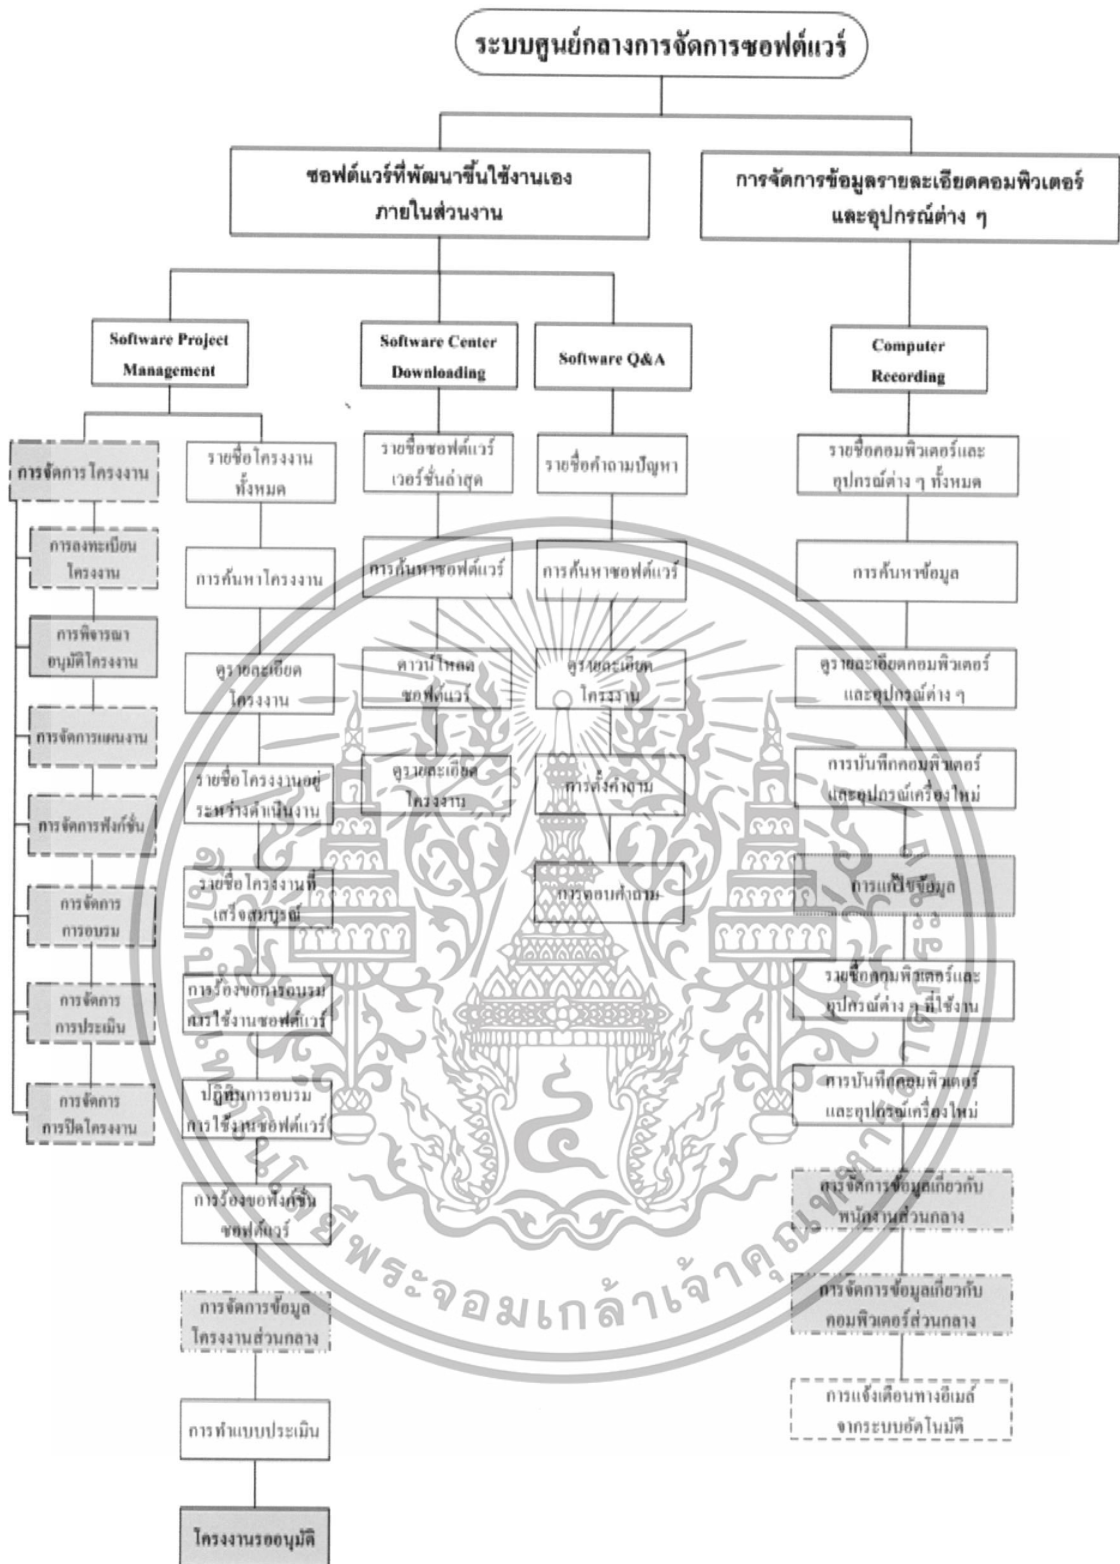 ระบบศูนย์กลางการจัดการซอฟต์แวร์
ซอฟต์แวร์ที่พัฒนาขึ้นใช้งานเอง
ภายในส่วนงาน
การจัดการข้อมูลรายละเอียดคอมพิวเตอร์
และอุปกรณ์ต่าง ๆ
Software Project
Management
Software Center
Downloading
Software Q&A
Computer
Recording
การจัดการโครงงาน
การลงทะเบียน
โครงงาน
การพิจารณา
อนุมัติโครงงาน
การจัดการแผนงาน
การจัดการฟังก์ชั่น
การจัดการ
การอบรม
การจัดการ
การประเมิน
การจัดการ
การปิดโครงงาน
รายชื่อโครงงาน
ทั้งหมด
การค้นหาโครงงาน
ดูรายละเอียด
โครงงาน
รายชื่อโครงงานอยู่
ระหว่างดำเนินงาน
รายชื่อโครงงานที่
เสร็จสมบูรณ์
การร้องขอการอบรม
การใช้งานซอฟต์แวร์
ปฏิทินการอบรม
การใช้งานซอฟต์แวร์
การร้องขอฟังก์ชั่น
ซอฟต์แวร์
การจัดการข้อมูล
โครงงานส่วนกลาง
การทำแบบประเมิน
โครงงานรออนุมัติ
รายชื่อซอฟต์แวร์
เวอร์ชั่นล่าสุด
การค้นหาซอฟต์แวร์
ดาวน์โหลด
ซอฟต์แวร์
ดูรายละเอียด
โครงงาน
รายชื่อคำถามปัญหา
การค้นหาซอฟต์แวร์
ดูรายละเอียด
โครงงาน
การตั้งคำถาม
การตอบคำถาม
รายชื่อคอมพิวเตอร์และ
อุปกรณ์ต่าง ๆ ทั้งหมด
การค้นหาข้อมูล
ดูรายละเอียดคอมพิวเตอร์
และอุปกรณ์ต่าง ๆ
การบันทึกคอมพิวเตอร์
และอุปกรณ์เครื่องใหม่
การแก้ไขข้อมูล
รายชื่อคอมพิวเตอร์และ
อุปกรณ์ต่าง ๆ ที่ใช้งาน
การบันทึกคอมพิวเตอร์
และอุปกรณ์เครื่องใหม่
การจัดการข้อมูลเกี่ยวกับ
พนักงานส่วนกลาง
การจัดการข้อมูลเกี่ยวกับ
คอมพิวเตอร์ส่วนกลาง
การแจ้งเตือนทางอีเมล์
จากระบบอัตโนมัติ
สถาบันเทคโนโลยีพระจอมเกล้าเจ้าคุณทหารลาดกระบัง